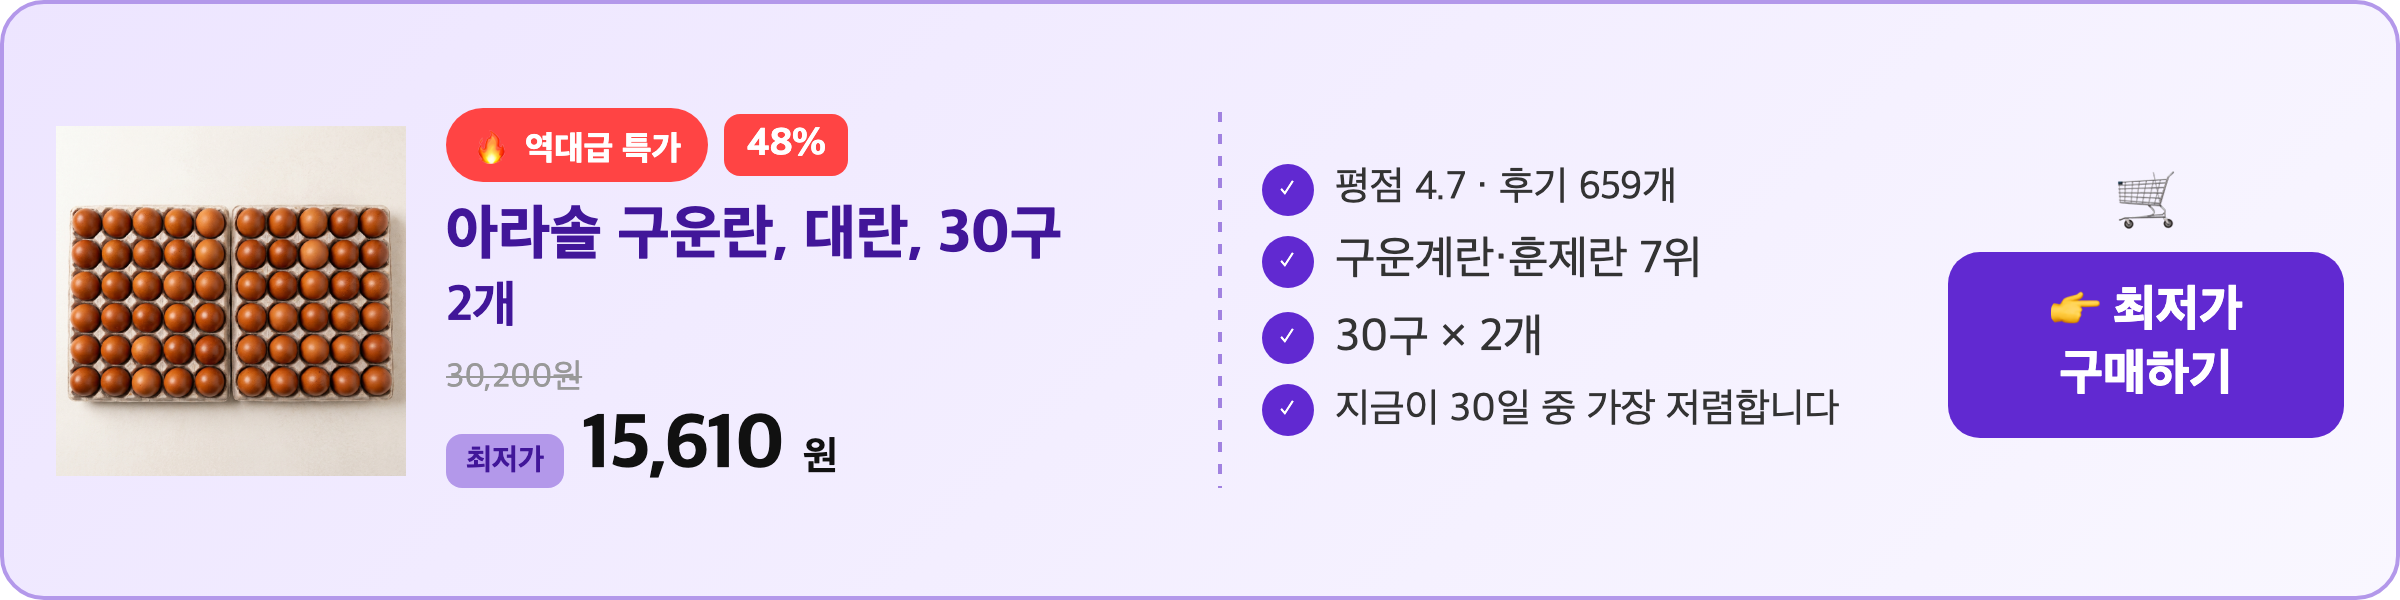 역대급 특가 48%
아라솔 구운란, 대란, 30구
2개
30,200원
최저가 15,610 원
평점 4.7 · 후기 659개
구운계란·훈제란 7위
30구 × 2개
지금이 30일 중 가장 저렴합니다
최저가
구매하기